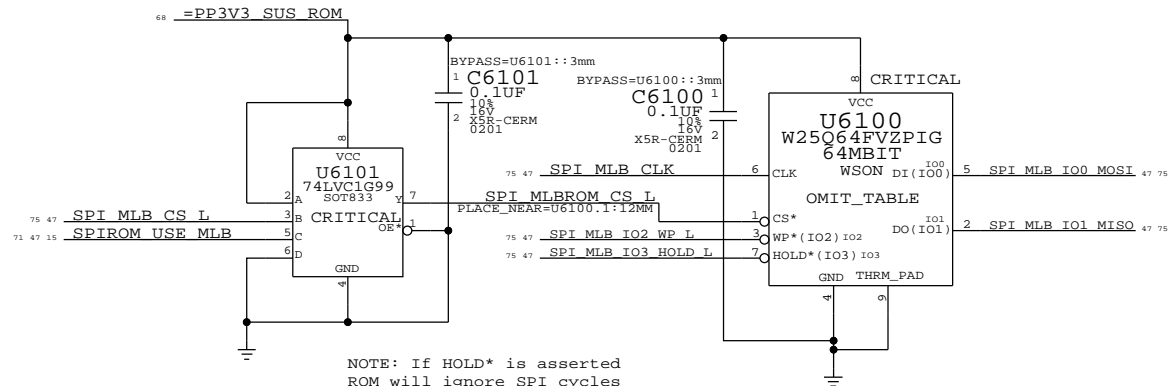 68 =PP3V3_SUS_ROM
BYPASS=U6101::3mm
1 C6101
0.1UF
10%
16V
2 X5R-CERM
0201
BYPASS=U6100::3mm
C6100 1
0.1UF
10%
16V
X5R-CERM 2
0201
8 CRITICAL
VCC
U6100
W25Q64FVZPIG
64MBIT
WSON
OMIT_TABLE
8
VCC
U6101
74LVC1G99
SOT833
CRITICAL
2 A
Y 7
3 B
5 C
OE* 1
6 D
GND
4
75 47 SPI_MLB_CS_L
71 47 15 SPIROM_USE_MLB
75 47 SPI_MLB_CLK 6 CLK
SPI_MLBROM_CS_L
PLACE_NEAR=U6100.1:12MM
1 CS*
75 47 SPI_MLB_IO2_WP_L 3 WP*(IO2) IO2
75 47 SPI_MLB_IO3_HOLD_L 7 HOLD*(IO3) IO3
IO0
DI(IO0) 5 SPI_MLB_IO0_MOSI 47 75
IO1
DO(IO1) 2 SPI_MLB_IO1_MISO 47 75
GND THRM_PAD
4 9
NOTE: If HOLD* is asserted
ROM will ignore SPI cycles